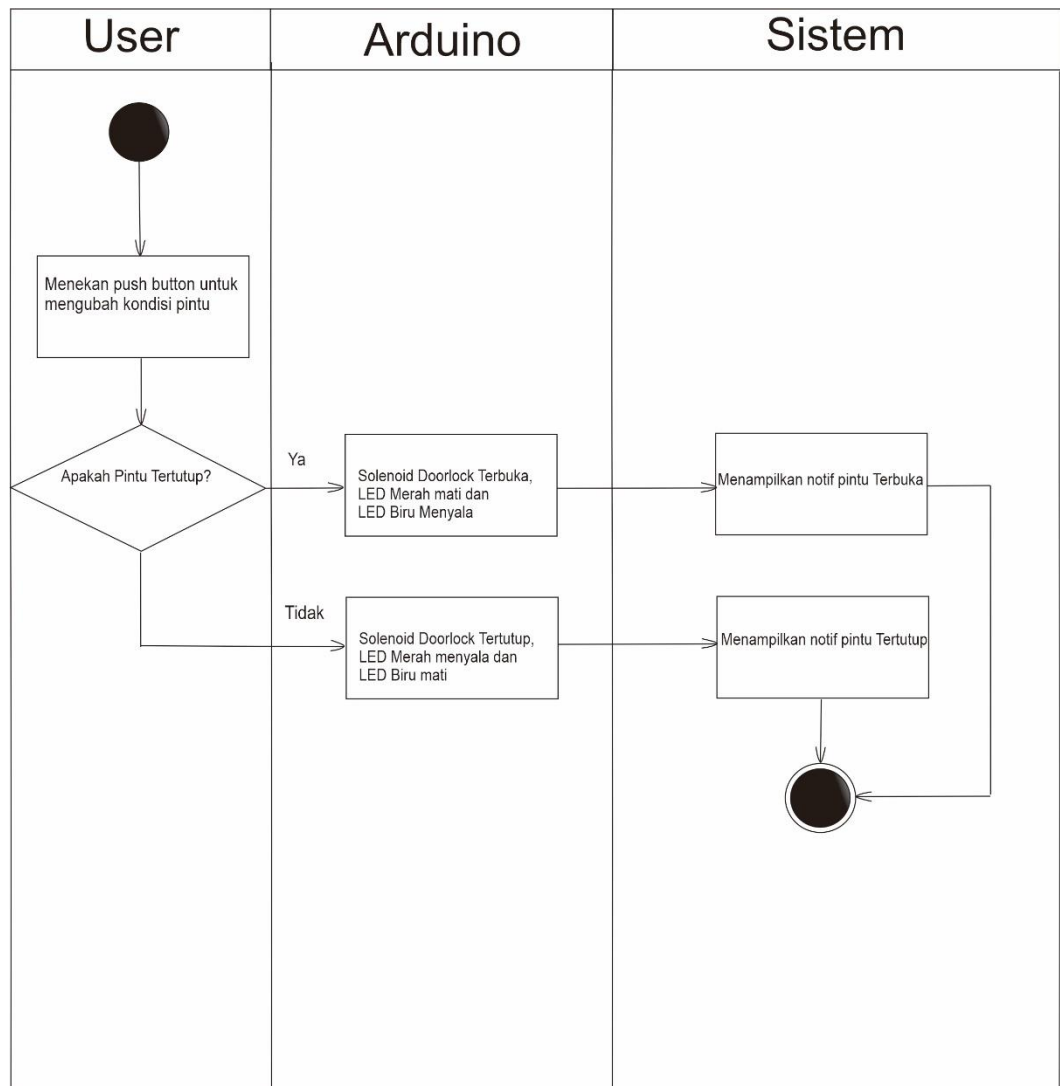 User
Arduino
Sistem
Menekan push button untuk
mengubah kondisi pintu
Apakah Pintu Tertutup?
Ya
Solenoid Doorlock Terbuka,
LED Merah mati dan
LED Biru Menyala
Menampilkan notif pintu Terbuka
Tidak
Solenoid Doorlock Tertutup,
LED Merah menyala dan
LED Biru mati
Menampilkan notif pintu Tertutup